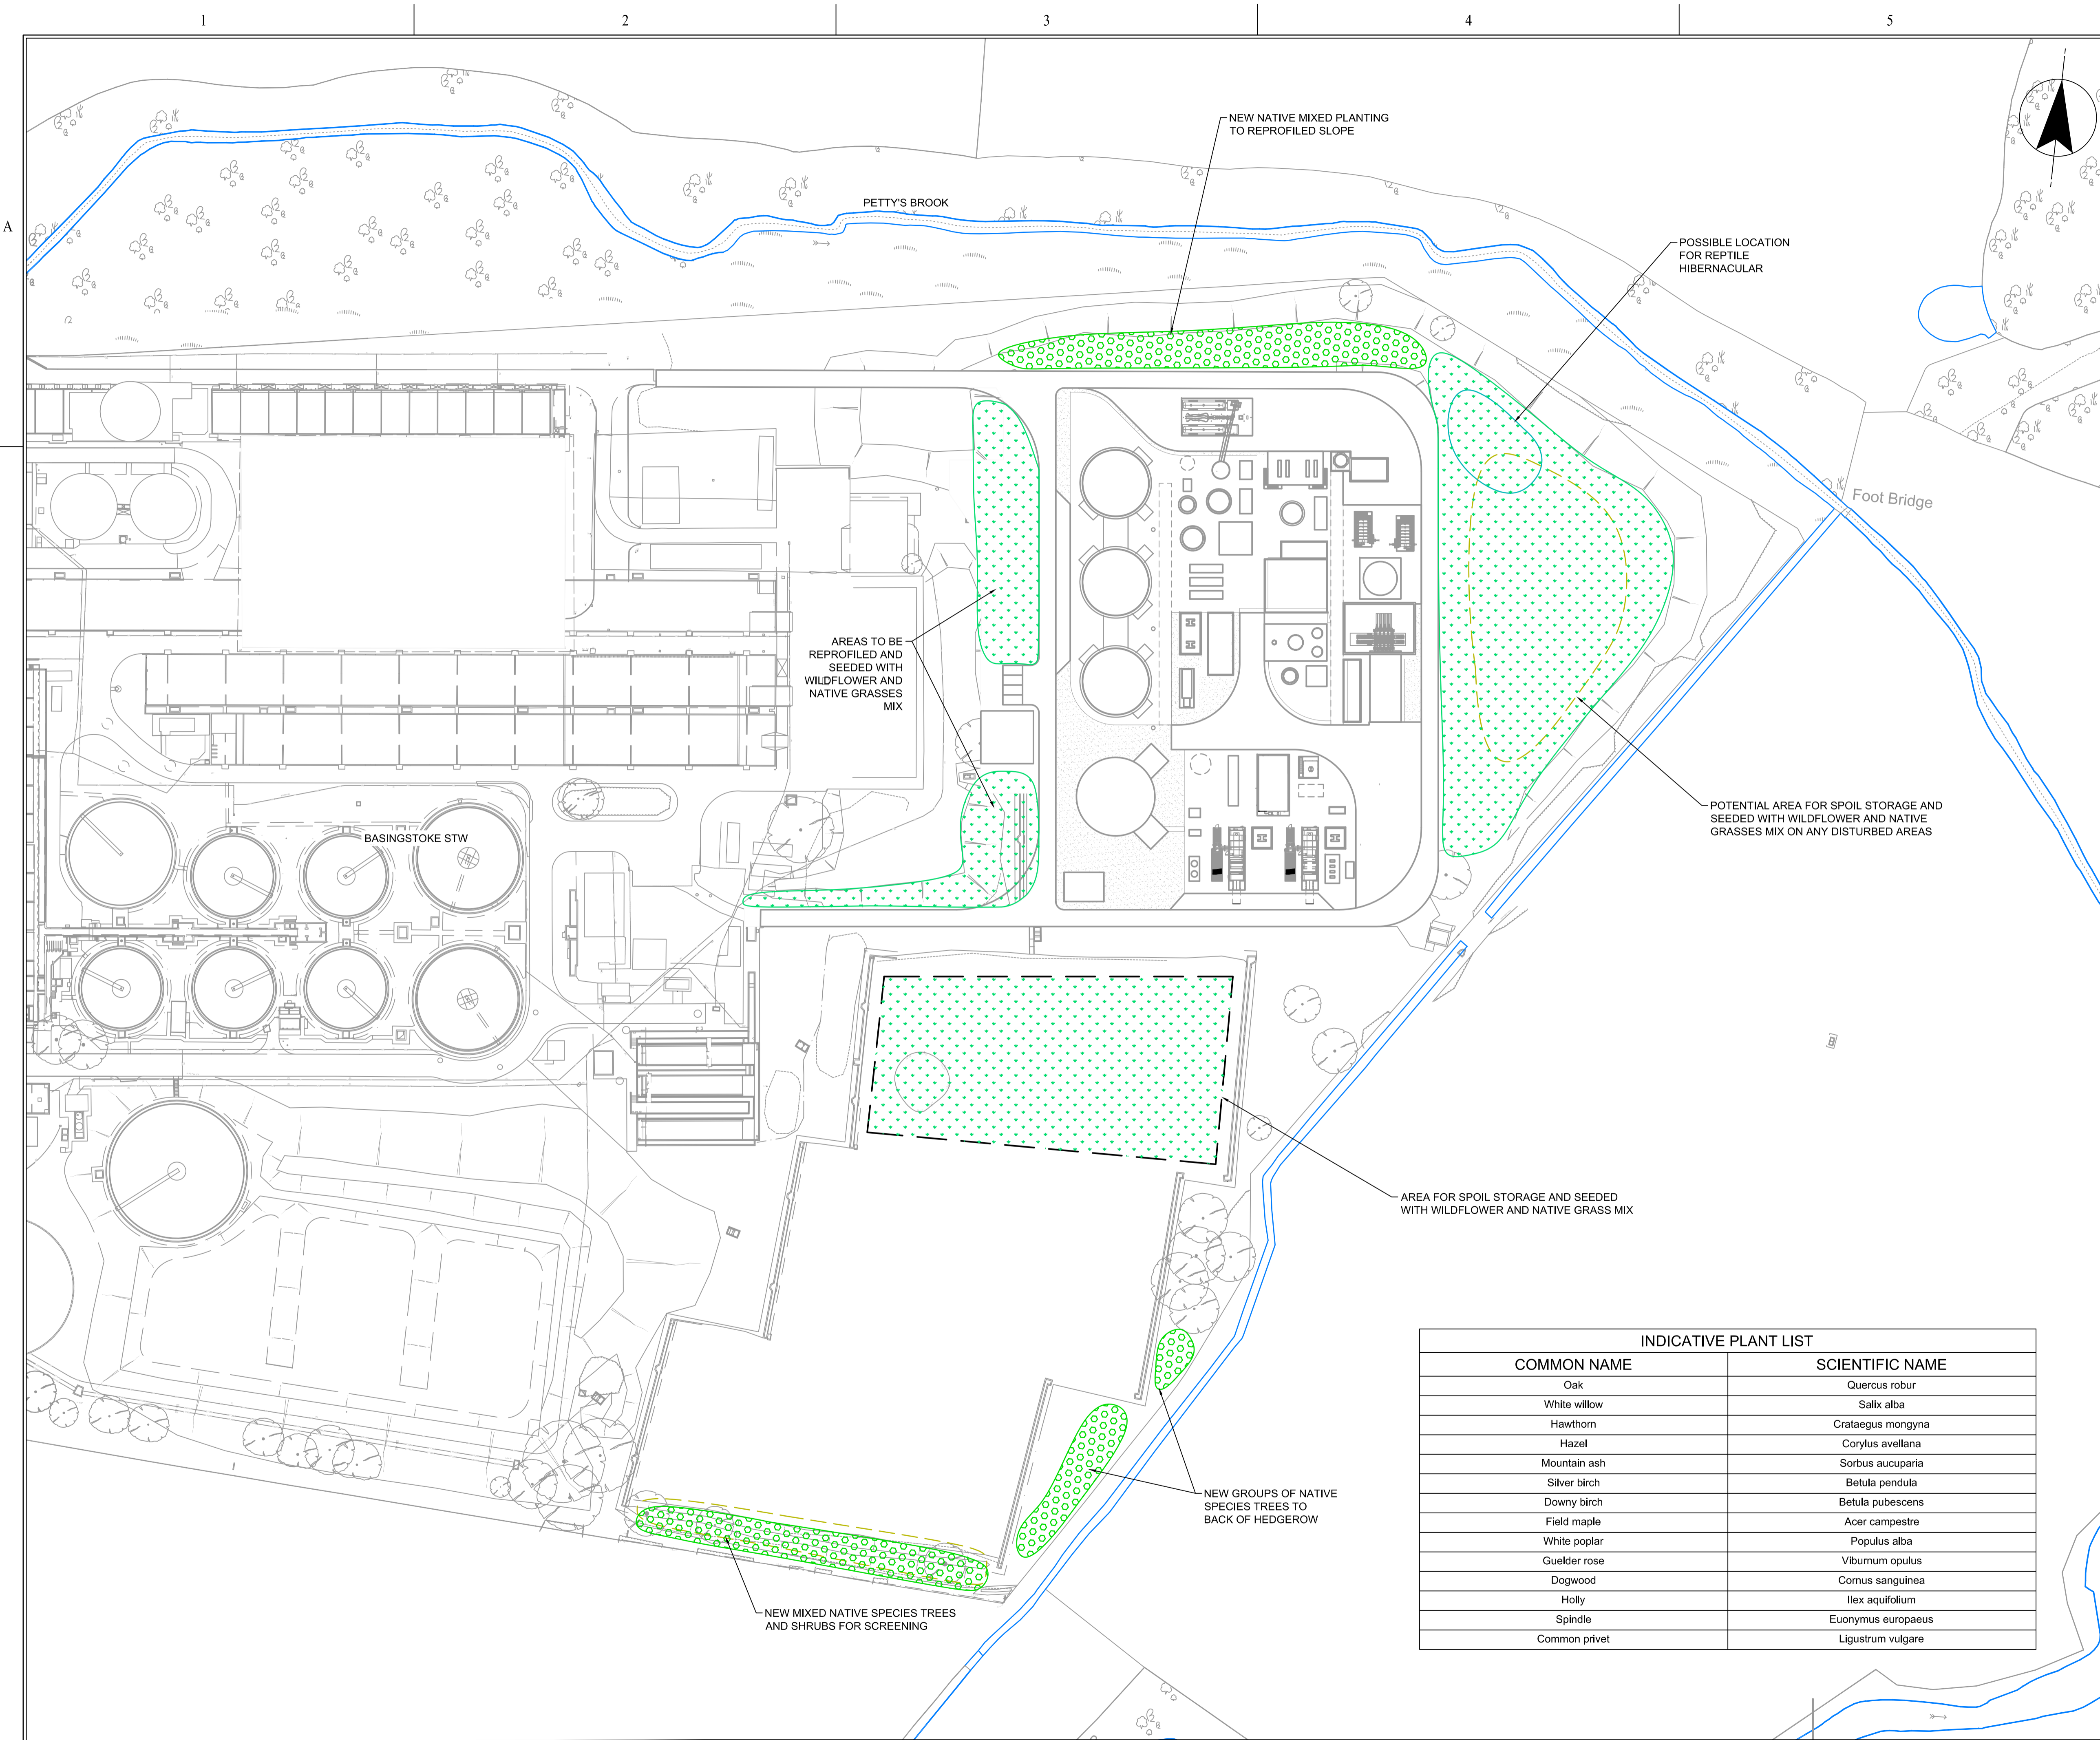 1 2 3 4 5
A
NEW NATIVE MIXED PLANTING
TO REPROFILED SLOPE
PETTY'S BROOK
POSSIBLE LOCATION
FOR REPTILE
HIBERNACULAR
Foot Bridge
AREAS TO BE
REPROFILED AND
SEEDED WITH
WILDFLOWER AND
NATIVE GRASSES
MIX
POTENTIAL AREA FOR SPOIL STORAGE AND
SEEDED WITH WILDFLOWER AND NATIVE
GRASSES MIX ON ANY DISTURBED AREAS
BASINGSTOKE STW
AREA FOR SPOIL STORAGE AND SEEDED
WITH WILDFLOWER AND NATIVE GRASS MIX
NEW GROUPS OF NATIVE
SPECIES TREES TO
BACK OF HEDGEROW
NEW MIXED NATIVE SPECIES TREES
AND SHRUBS FOR SCREENING
INDICATIVE PLANT LIST
COMMON NAME SCIENTIFIC NAME
Oak Quercus robur
White willow Salix alba
Hawthorn Crataegus mongyna
Hazel Corylus avellana
Mountain ash Sorbus aucuparia
Silver birch Betula pendula
Downy birch Betula pubescens
Field maple Acer campestre
White poplar Populus alba
Guelder rose Viburnum opulus
Dogwood Cornus sanguinea
Holly Ilex aquifolium
Spindle Euonymus europaeus
Common privet Ligustrum vulgare